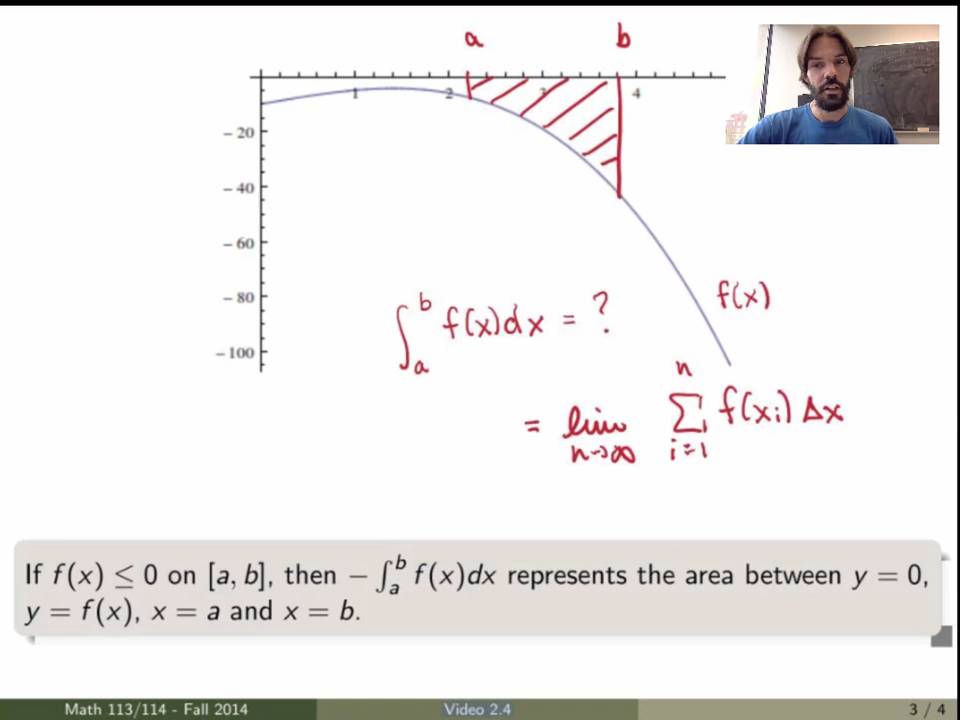 a b
1 2 3 4
−20
−40
−60
−80
−100
f(x)
∫_a^b f(x)dx = ?
= lim_{n→∞} ∑_{i=1}^{n} f(x_i) Δx
If f(x) ≤ 0 on [a, b], then − ∫_a^b f(x)dx represents the area between y = 0,
y = f(x), x = a and x = b.
Math 113/114 - Fall 2014 Video 2.4 3 / 4